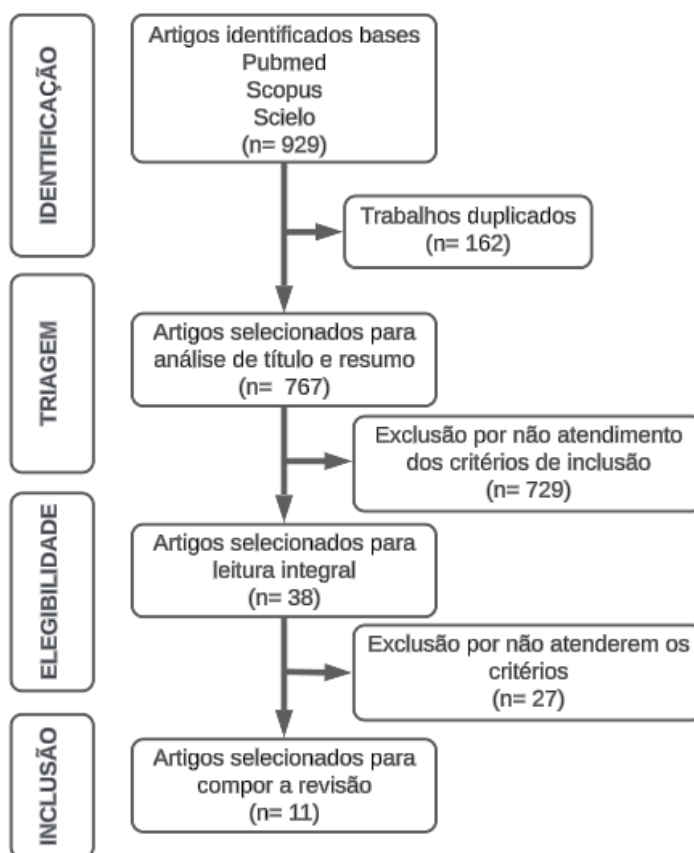 IDENTIFICAÇÃO
Artigos identificados bases
Pubmed
Scopus
Scielo
(n= 929)
Trabalhos duplicados
(n= 162)
TRIAGEM
Artigos selecionados para
análise de título e resumo
(n= 767)
Exclusão por não atendimento
dos critérios de inclusão
(n= 729)
ELEGIBILIDADE
Artigos selecionados para
leitura integral
(n= 38)
Exclusão por não atenderem os
critérios
(n= 27)
INCLUSÃO
Artigos selecionados para
compor a revisão
(n= 11)